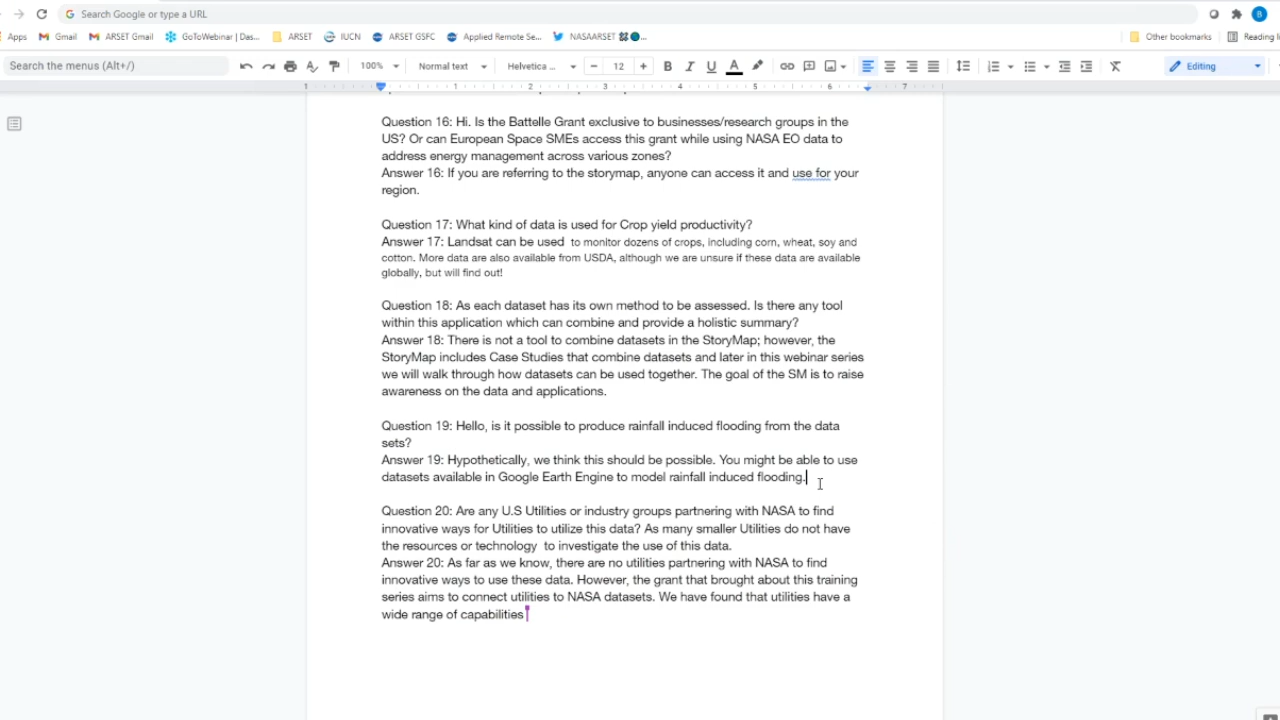 Search Google or type a URL
B
Apps Gmail ARSET Gmail GoToWebinar | Das... ARSET IUCN ARSET GSFC Applied Remote Se... NASAARSET Other bookmarks Reading
Search the menus (Alt+/) 100% Normal text Helvetica ... − 12 + B I U A Editing
1 1 2 3 4 5 6 7
Question 16: Hi. Is the Battelle Grant exclusive to businesses/research groups in the
US? Or can European Space SMEs access this grant while using NASA EO data to
address energy management across various zones?
Answer 16: If you are referring to the storymap, anyone can access it and use for your
region.
Question 17: What kind of data is used for Crop yield productivity?
Answer 17: Landsat can be used  to monitor dozens of crops, including corn, wheat, soy and
cotton. More data are also available from USDA, although we are unsure if these data are available
globally, but will find out!
Question 18: As each dataset has its own method to be assessed. Is there any tool
within this application which can combine and provide a holistic summary?
Answer 18: There is not a tool to combine datasets in the StoryMap; however, the
StoryMap includes Case Studies that combine datasets and later in this webinar series
we will walk through how datasets can be used together. The goal of the SM is to raise
awareness on the data and applications.
Question 19: Hello, is it possible to produce rainfall induced flooding from the data
sets?
Answer 19: Hypothetically, we think this should be possible. You might be able to use
datasets available in Google Earth Engine to model rainfall induced flooding.
Question 20: Are any U.S Utilities or industry groups partnering with NASA to find
innovative ways for Utilities to utilize this data? As many smaller Utilities do not have
the resources or technology  to investigate the use of this data.
Answer 20: As far as we know, there are no utilities partnering with NASA to find
innovative ways to use these data. However, the grant that brought about this training
series aims to connect utilities to NASA datasets. We have found that utilities have a
wide range of capabilities